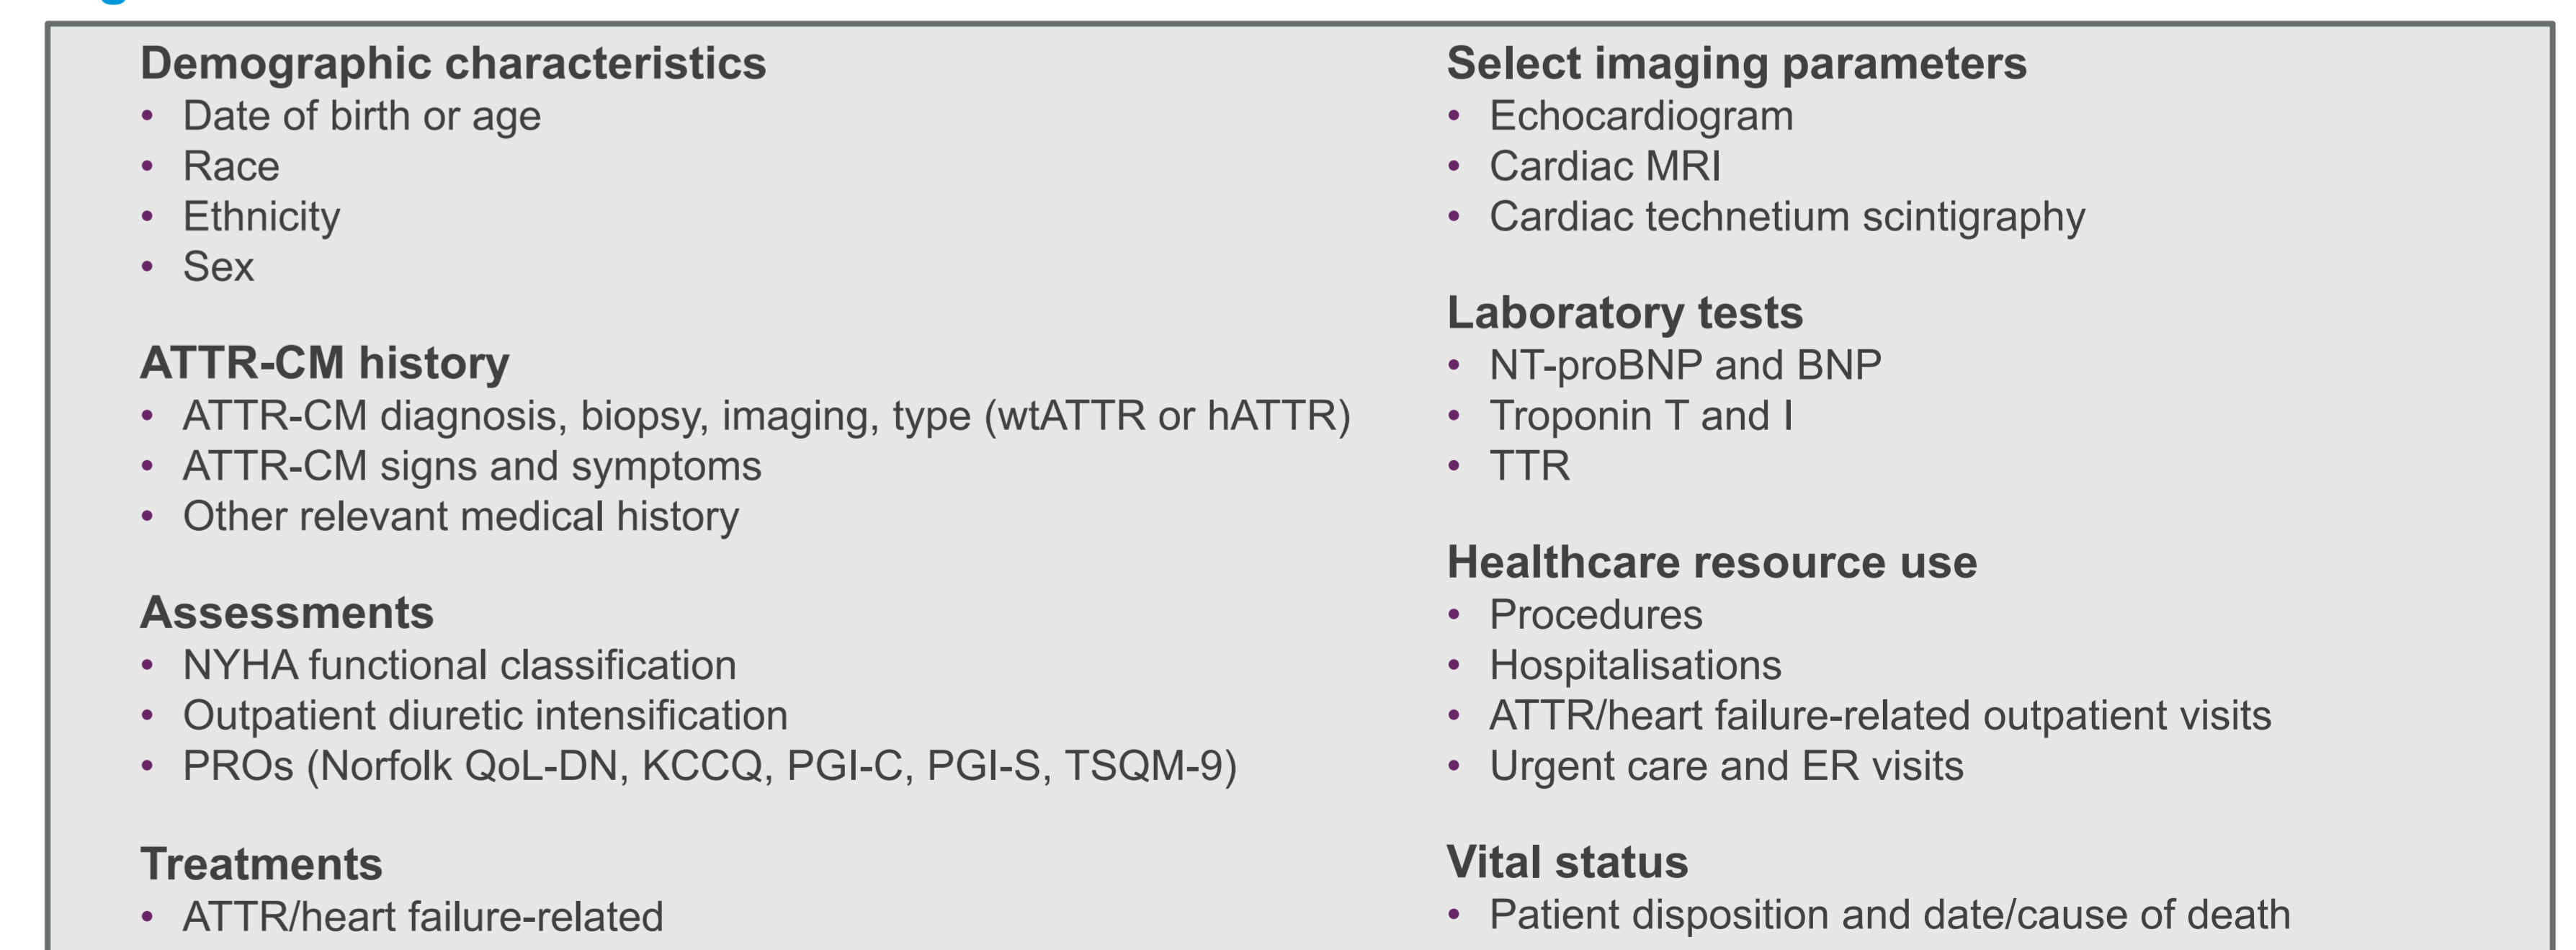 Demographic characteristics
• Date of birth or age
• Race
• Ethnicity
• Sex
ATTR-CM history
• ATTR-CM diagnosis, biopsy, imaging, type (wtATTR or hATTR)
• ATTR-CM signs and symptoms
• Other relevant medical history
Assessments
• NYHA functional classification
• Outpatient diuretic intensification
• PROs (Norfolk QoL-DN, KCCQ, PGI-C, PGI-S, TSQM-9)
Treatments
• ATTR/heart failure-related
Select imaging parameters
• Echocardiogram
• Cardiac MRI
• Cardiac technetium scintigraphy
Laboratory tests
• NT-proBNP and BNP
• Troponin T and I
• TTR
Healthcare resource use
• Procedures
• Hospitalisations
• ATTR/heart failure-related outpatient visits
• Urgent care and ER visits
Vital status
• Patient disposition and date/cause of death